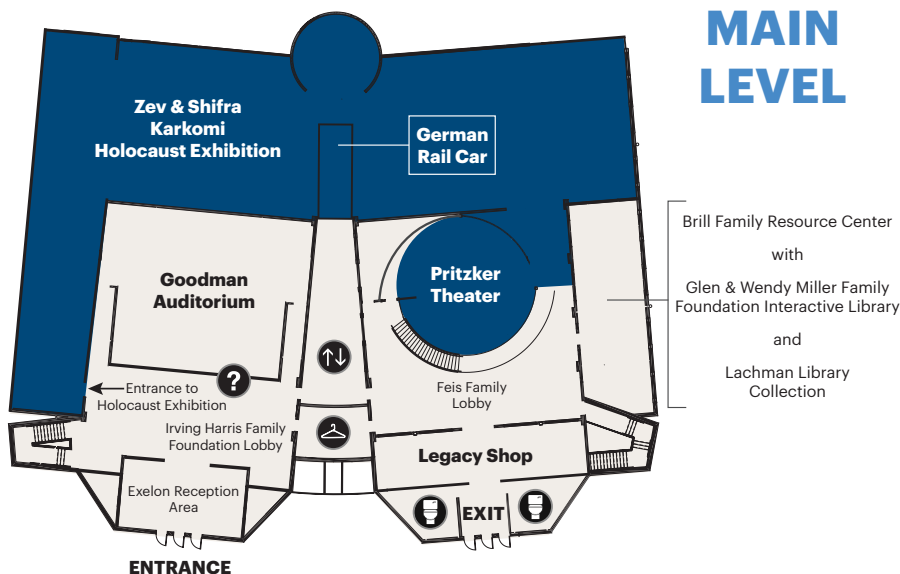 MAIN
LEVEL
Zev & Shifra
Karkomi
Holocaust Exhibition
German
Rail Car
Brill Family Resource Center
with
Glen & Wendy Miller Family
Foundation Interactive Library
and
Lachman Library
Collection
Goodman
Auditorium
Pritzker
Theater
?
Entrance to
Holocaust Exhibition
Feis Family
Lobby
Irving Harris Family
Foundation Lobby
Legacy Shop
Exelon Reception
Area
EXIT
ENTRANCE